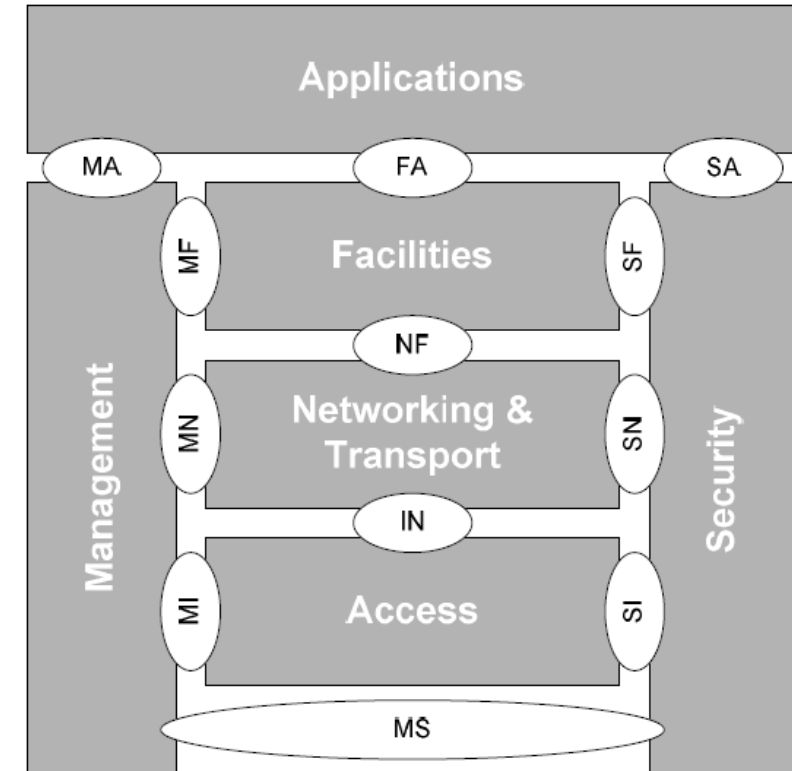 Applications
MA
FA
SA
MF
Facilities
SF
NF
Management
MN
Networking &
Transport
SN
Security
IN
MI
Access
SI
MS